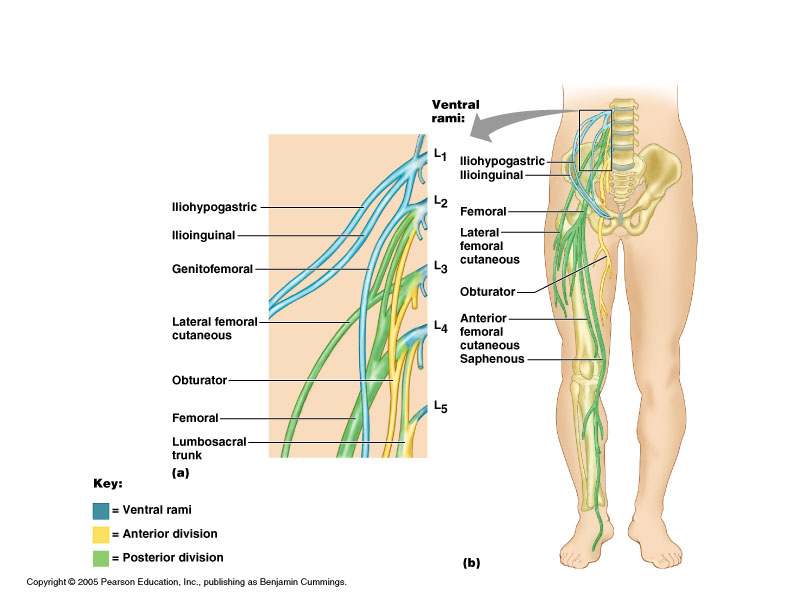 Ventral
rami:
L1
L2
L3
L4
L5
Iliohypogastric
Ilioinguinal
Genitofemoral
Lateral femoral
cutaneous
Obturator
Femoral
Lumbosacral
trunk
(a)
Iliohypogastric
Ilioinguinal
Femoral
Lateral
femoral
cutaneous
Obturator
Anterior
femoral
cutaneous
Saphenous
(b)
Key:
= Ventral rami
= Anterior division
= Posterior division
Copyright © 2005 Pearson Education, Inc., publishing as Benjamin Cummings.